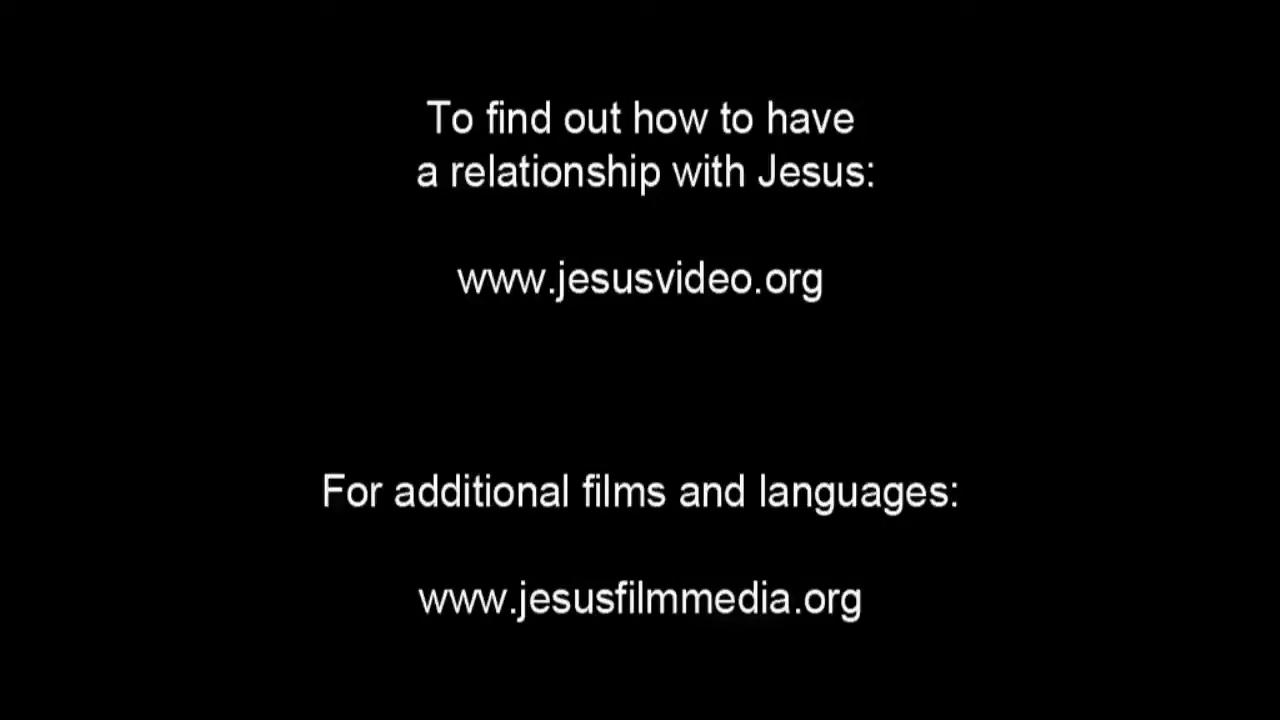 To find out how to have
a relationship with Jesus:
www.jesusvideo.org
For additional films and languages:
www.jesusfilmmedia.org